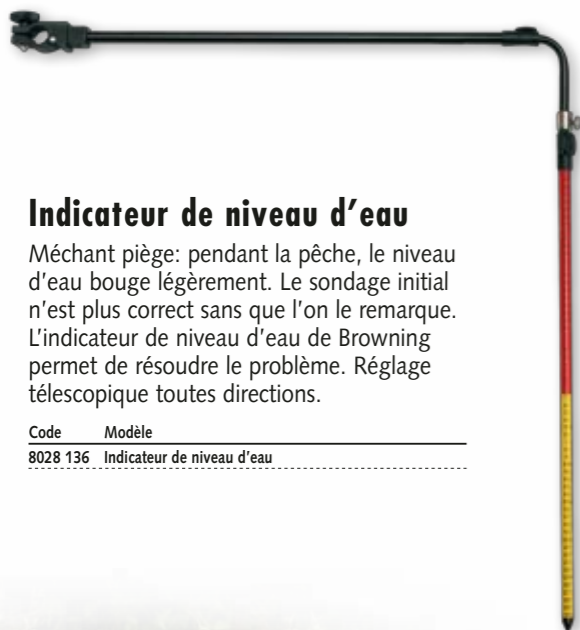 Indicateur de niveau d'eau
Méchant piège: pendant la pêche, le niveau
d'eau bouge légèrement. Le sondage initial
n'est plus correct sans que l'on le remarque.
L'indicateur de niveau d'eau de Browning
permet de résoudre le problème. Réglage
télescopique toutes directions.
Code Modèle
8028 136 Indicateur de niveau d'eau